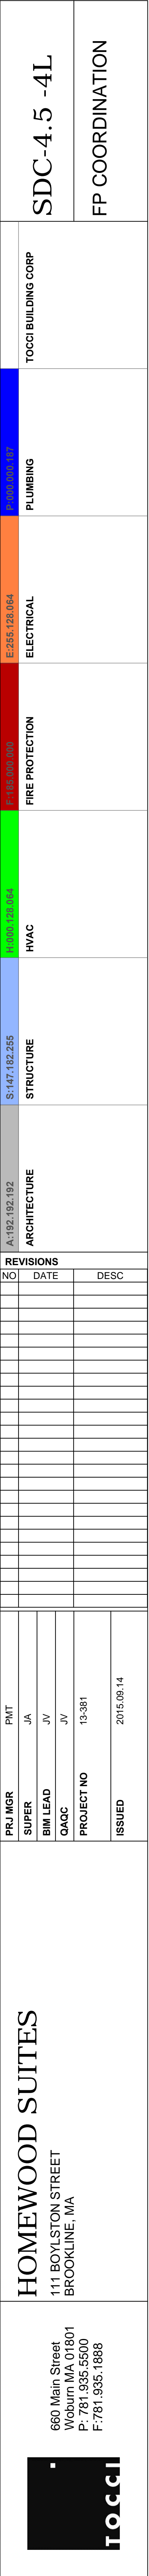 SDC-4.5 -4L
FP COORDINATION
TOCCI BUILDING CORP
P:000.000.187
PLUMBING
E:255.128.064
ELECTRICAL
F:185.000.000
FIRE PROTECTION
H:000.128.064
HVAC
S:147.182.255
STRUCTURE
A:192.192.192
ARCHITECTURE
REVISIONS
NO DATE DESC
PRJ MGR PMT
SUPER JA
BIM LEAD JV
QAQC JV
PROJECT NO 13-381
ISSUED 2015.09.14
HOMEWOOD SUITES
111 BOYLSTON STREET
BROOKLINE, MA
660 Main Street
Woburn MA 01801
P: 781.935.5500
F:781.935.1888
TOCCI